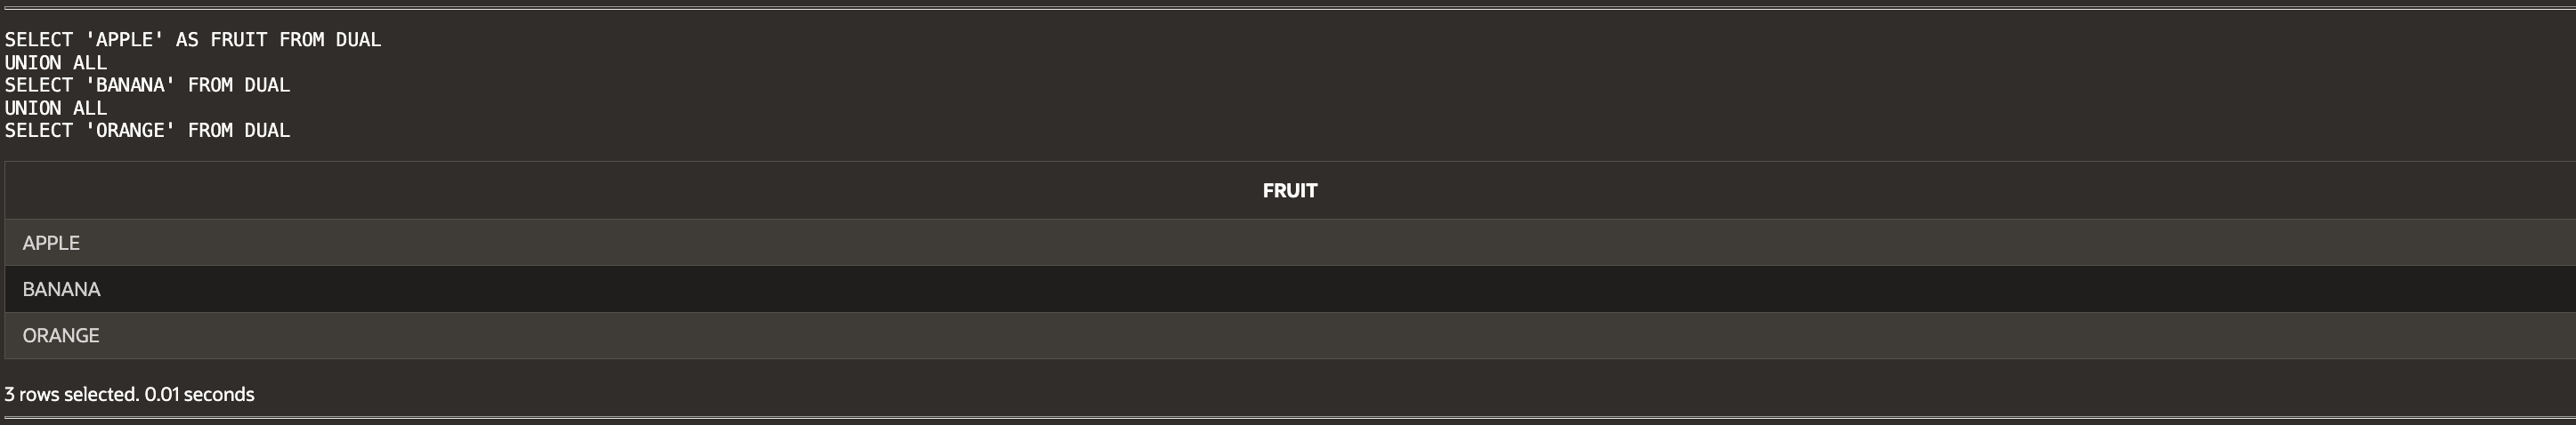 SELECT 'APPLE' AS FRUIT FROM DUAL
UNION ALL
SELECT 'BANANA' FROM DUAL
UNION ALL
SELECT 'ORANGE' FROM DUAL
FRUIT
APPLE
BANANA
ORANGE
3 rows selected. 0.01 seconds